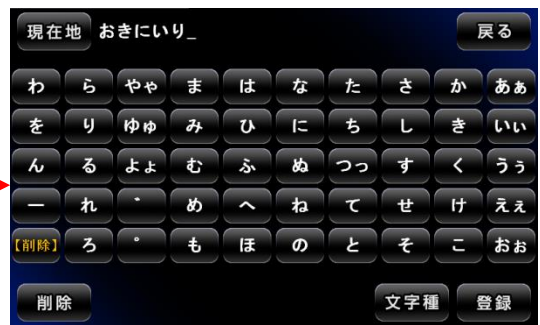 現在地 おきにいり_ 戻る
わ ら やゃ ま は な た さ か あぁ
を り ゆゅ み ひ に ち し き いぃ
ん る よょ む ふ ぬ つっ す く うぅ
ー れ ゛ め へ ね て せ け えぇ
【削除】 ろ ゜ も ほ の と そ こ おぉ
削除 文字種 登録